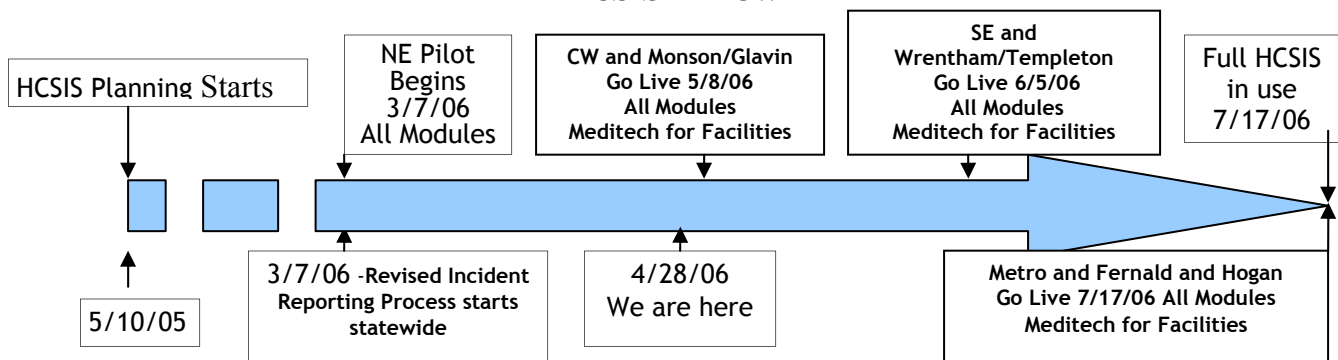 HCSIS Planning Starts
NE Pilot
Begins
3/7/06
All Modules
CW and Monson/Glavin
Go Live 5/8/06
All Modules
Meditech for Facilities
SE and
Wrentham/Templeton
Go Live 6/5/06
All Modules
Meditech for Facilities
Full HCSIS
in use
7/17/06
5/10/05
3/7/06 -Revised Incident
Reporting Process starts
statewide
4/28/06
We are here
Metro and Fernald and Hogan
Go Live 7/17/06 All Modules
Meditech for Facilities